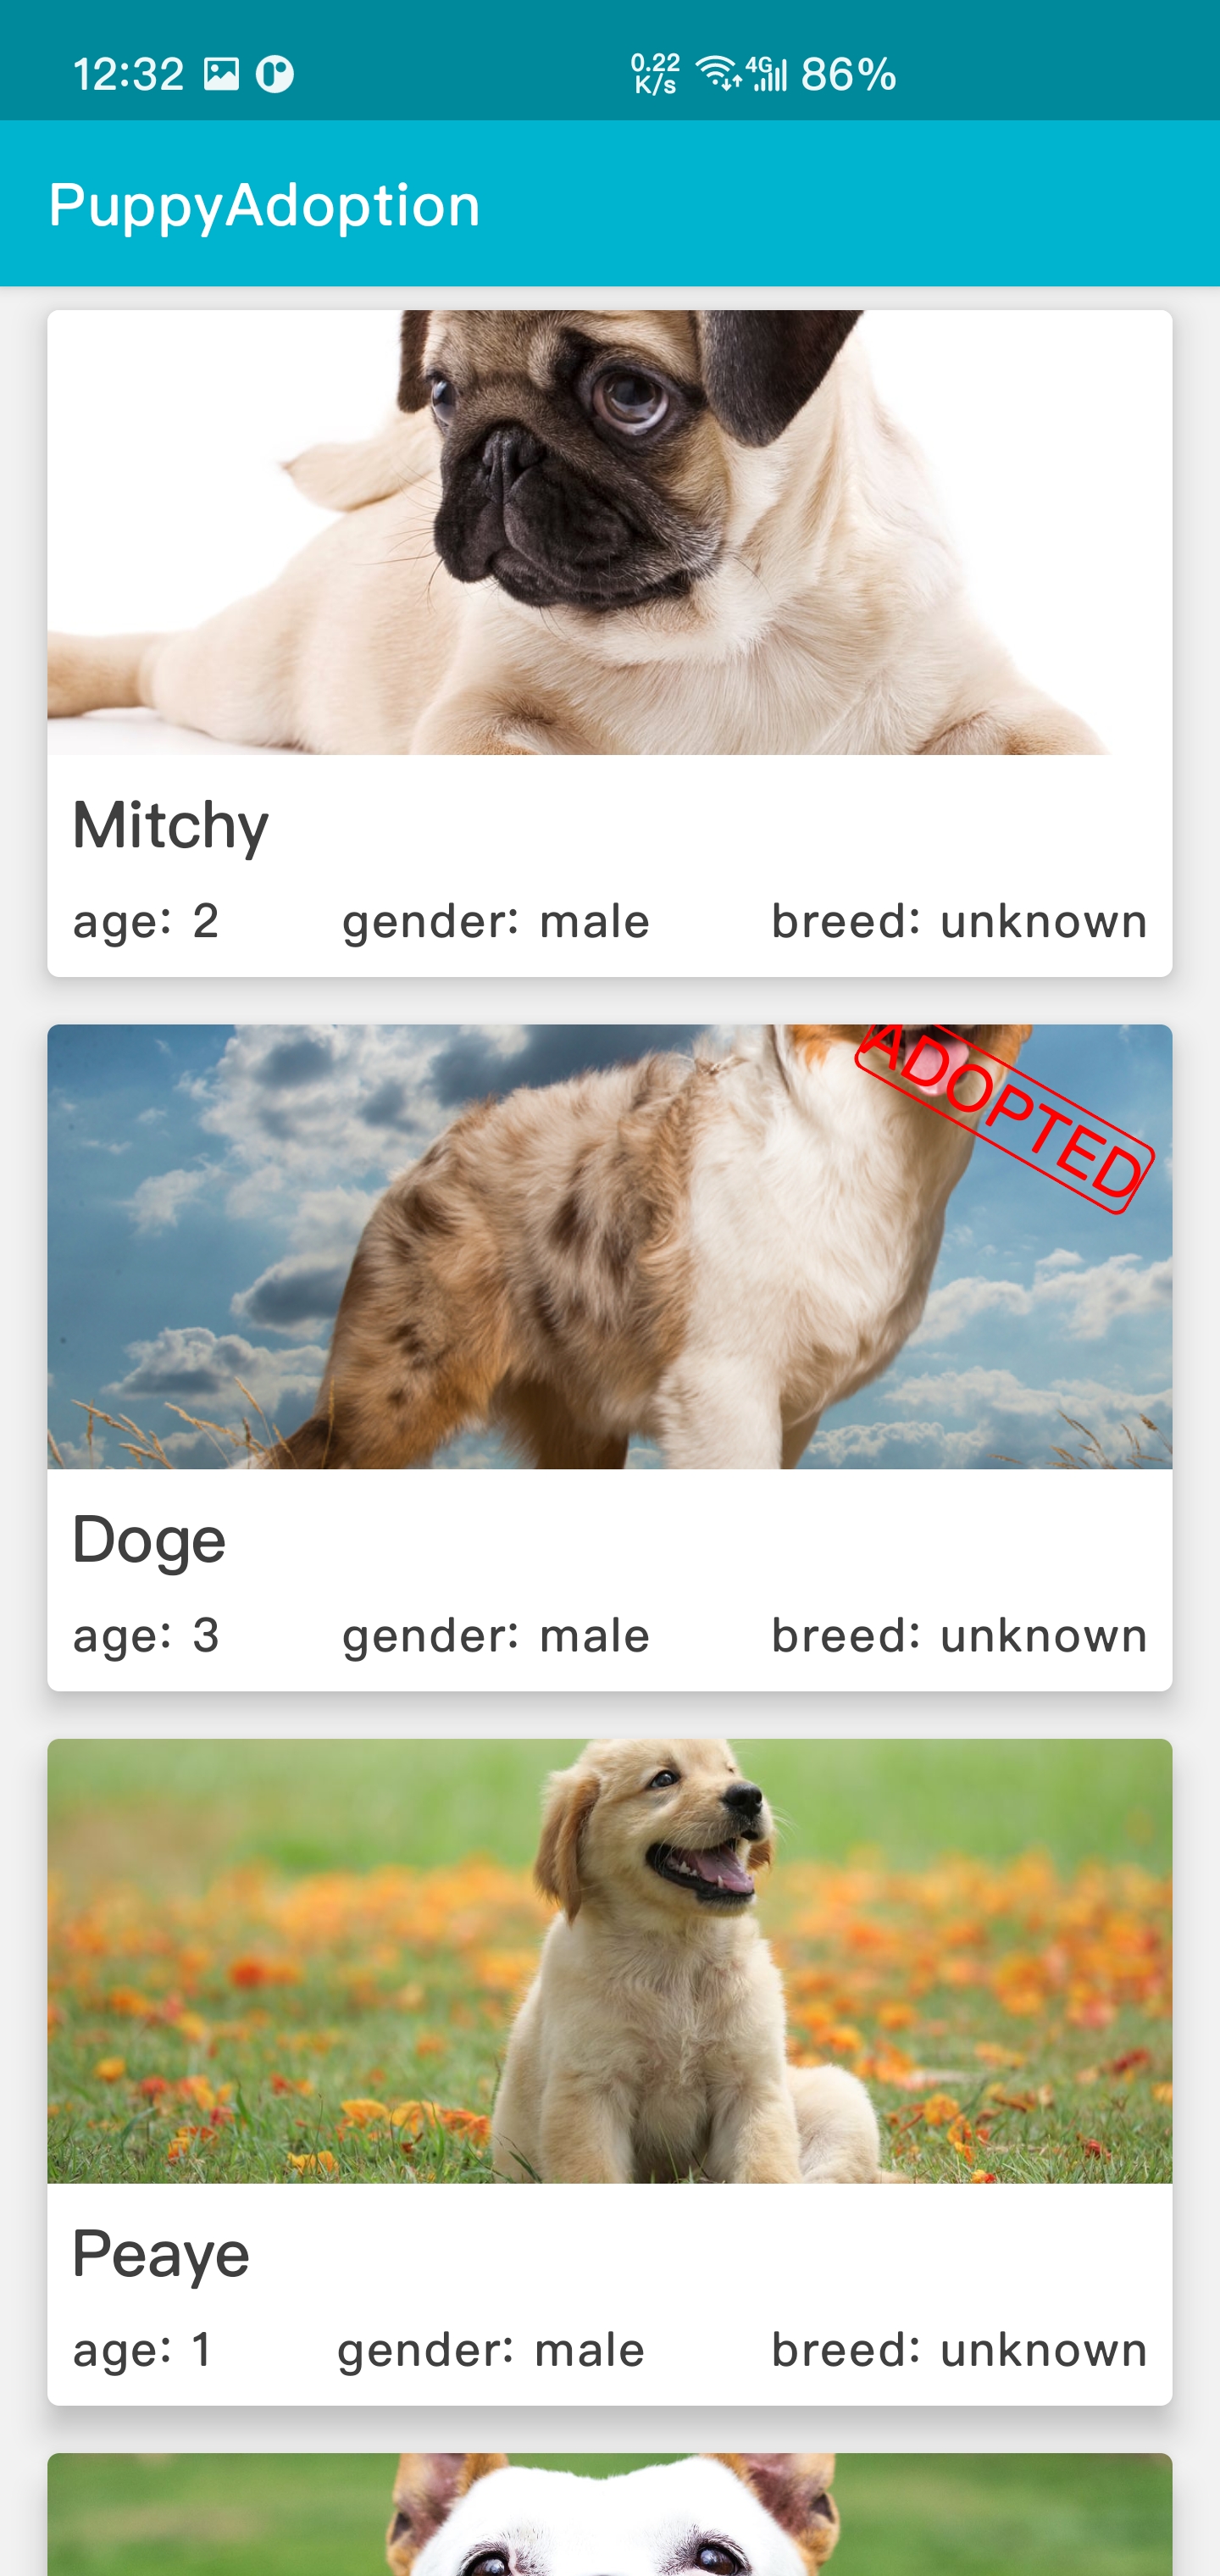 12:32 0.22 K/s 4G 86%
PuppyAdoption
Mitchy
age: 2 gender: male breed: unknown
ADOPTED
Doge
age: 3 gender: male breed: unknown
Peaye
age: 1 gender: male breed: unknown